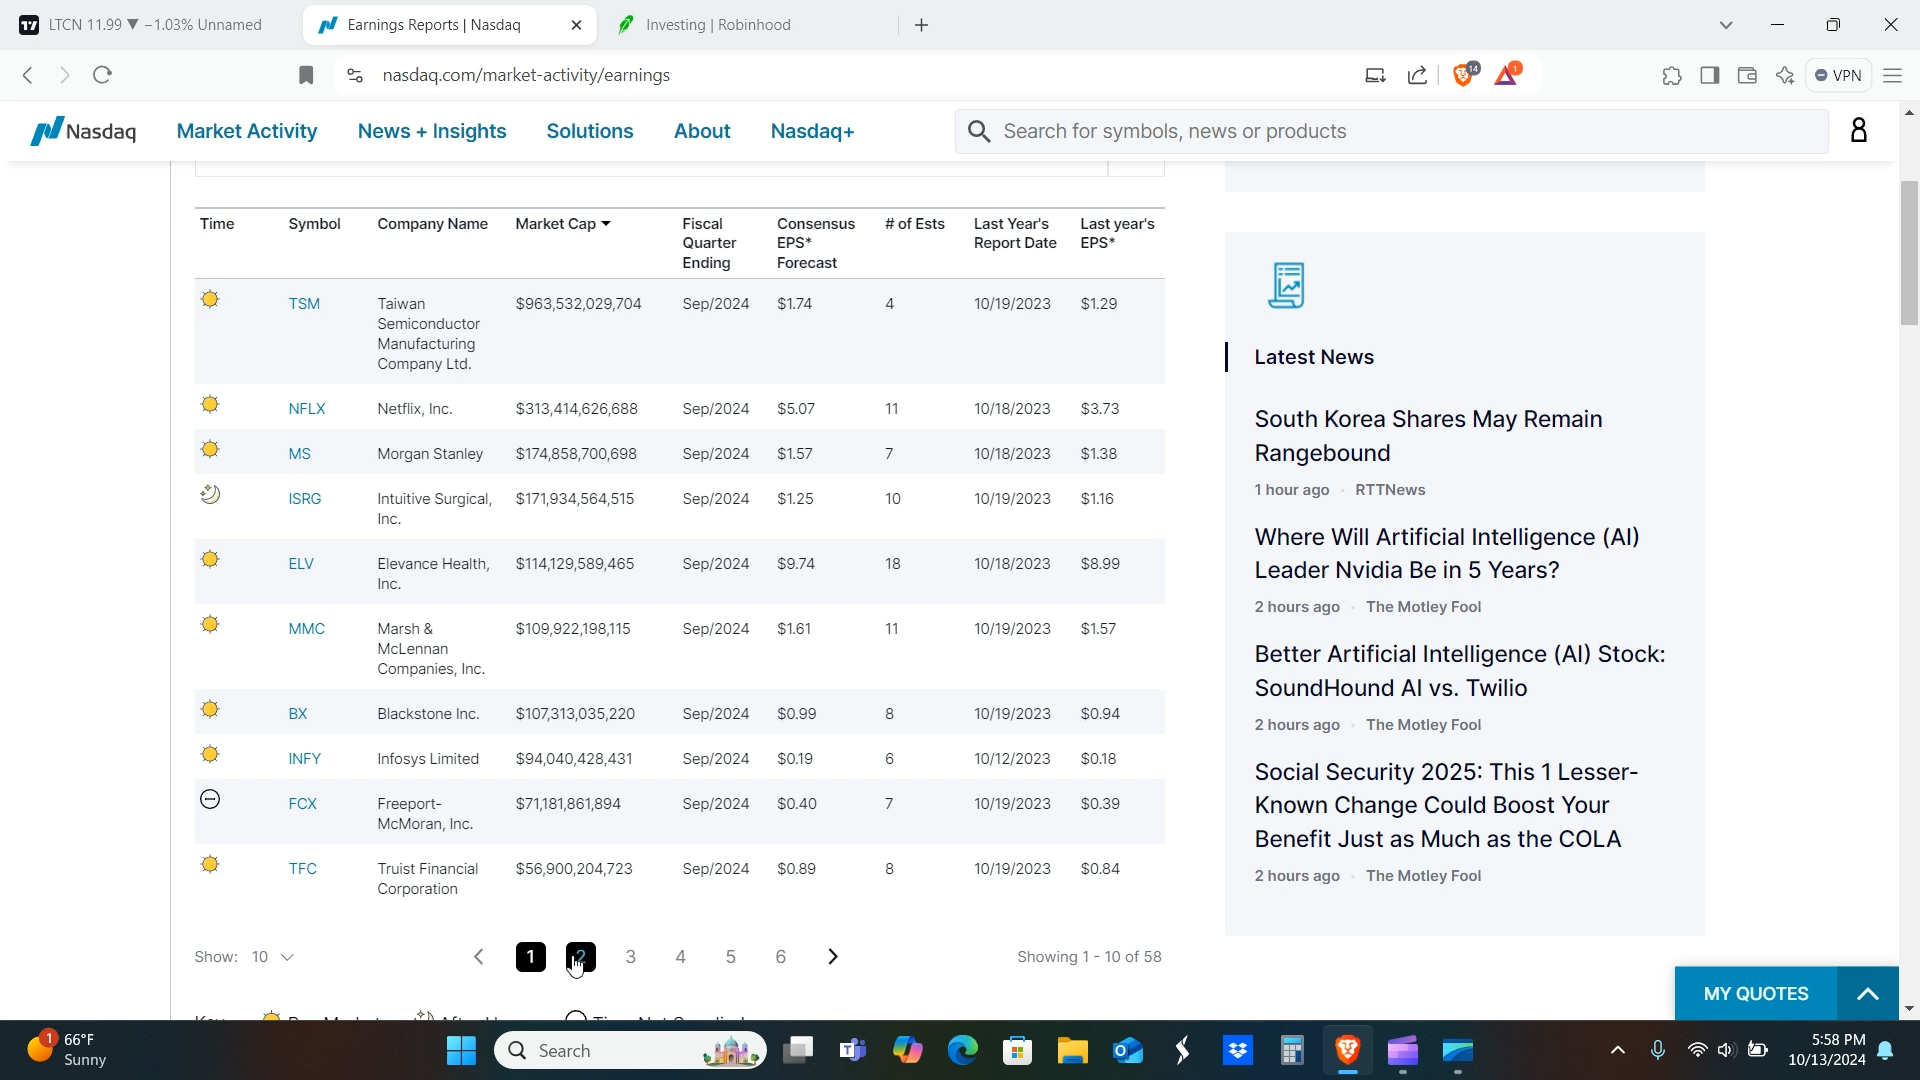 LTCN 11.99 ▼ −1.03% Unnamed
Earnings Reports | Nasdaq
Investing | Robinhood
nasdaq.com/market-activity/earnings
14
1
VPN
Nasdaq
Market Activity
News + Insights
Solutions
About
Nasdaq+
Search for symbols, news or products
Time Symbol Company Name Market Cap Fiscal Quarter Ending Consensus EPS* Forecast # of Ests Last Year's Report Date Last year's EPS*
TSM Taiwan Semiconductor Manufacturing Company Ltd. $963,532,029,704 Sep/2024 $1.74 4 10/19/2023 $1.29
NFLX Netflix, Inc. $313,414,626,688 Sep/2024 $5.07 11 10/18/2023 $3.73
MS Morgan Stanley $174,858,700,698 Sep/2024 $1.57 7 10/18/2023 $1.38
ISRG Intuitive Surgical, Inc. $171,934,564,515 Sep/2024 $1.25 10 10/19/2023 $1.16
ELV Elevance Health, Inc. $114,129,589,465 Sep/2024 $9.74 18 10/18/2023 $8.99
MMC Marsh & McLennan Companies, Inc. $109,922,198,115 Sep/2024 $1.61 11 10/19/2023 $1.57
BX Blackstone Inc. $107,313,035,220 Sep/2024 $0.99 8 10/19/2023 $0.94
INFY Infosys Limited $94,040,428,431 Sep/2024 $0.19 6 10/12/2023 $0.18
FCX Freeport-McMoran, Inc. $71,181,861,894 Sep/2024 $0.40 7 10/19/2023 $0.39
TFC Truist Financial Corporation $56,900,204,723 Sep/2024 $0.89 8 10/19/2023 $0.84
Show: 10
1 2 3 4 5 6
Showing 1 - 10 of 58
Latest News
South Korea Shares May Remain
Rangebound
1 hour ago · RTTNews
Where Will Artificial Intelligence (AI)
Leader Nvidia Be in 5 Years?
2 hours ago · The Motley Fool
Better Artificial Intelligence (AI) Stock:
SoundHound AI vs. Twilio
2 hours ago · The Motley Fool
Social Security 2025: This 1 Lesser-
Known Change Could Boost Your
Benefit Just as Much as the COLA
2 hours ago · The Motley Fool
MY QUOTES
1
66°F
Sunny
Search
5:58 PM
10/13/2024